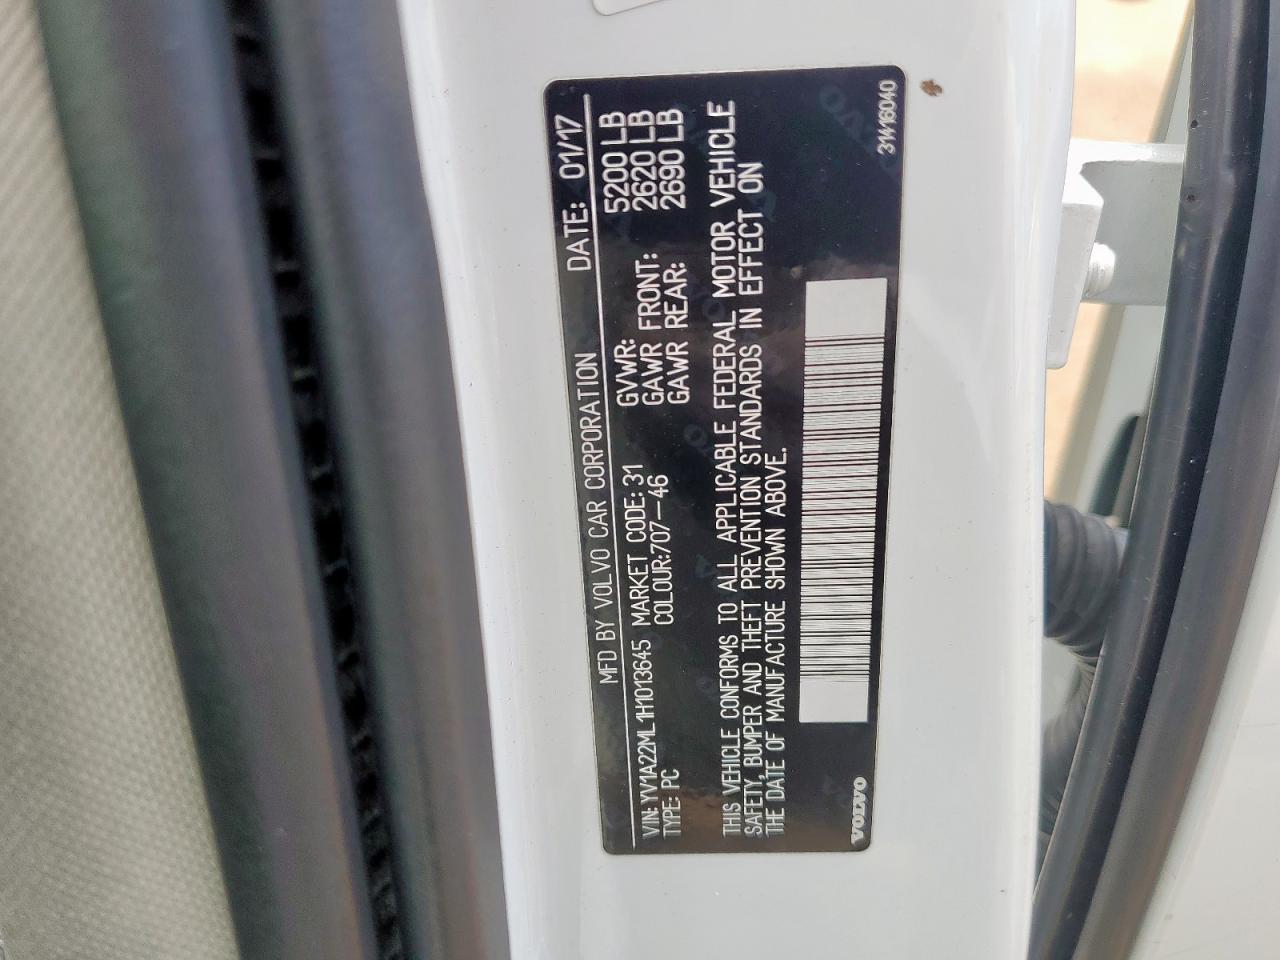 MFD BY VOLVO CAR CORPORATION DATE: 01/17
VIN: YV1A22ML1H1013645 MARKET CODE: 31 GVWR: 5200 LB
TYPE: PC COLOUR:707-46 GAWR FRONT: 2620 LB
GAWR REAR: 2690 LB
THIS VEHICLE CONFORMS TO ALL APPLICABLE FEDERAL MOTOR VEHICLE
SAFETY, BUMPER AND THEFT PREVENTION STANDARDS IN EFFECT ON
THE DATE OF MANUFACTURE SHOWN ABOVE.
VOLVO 31416040